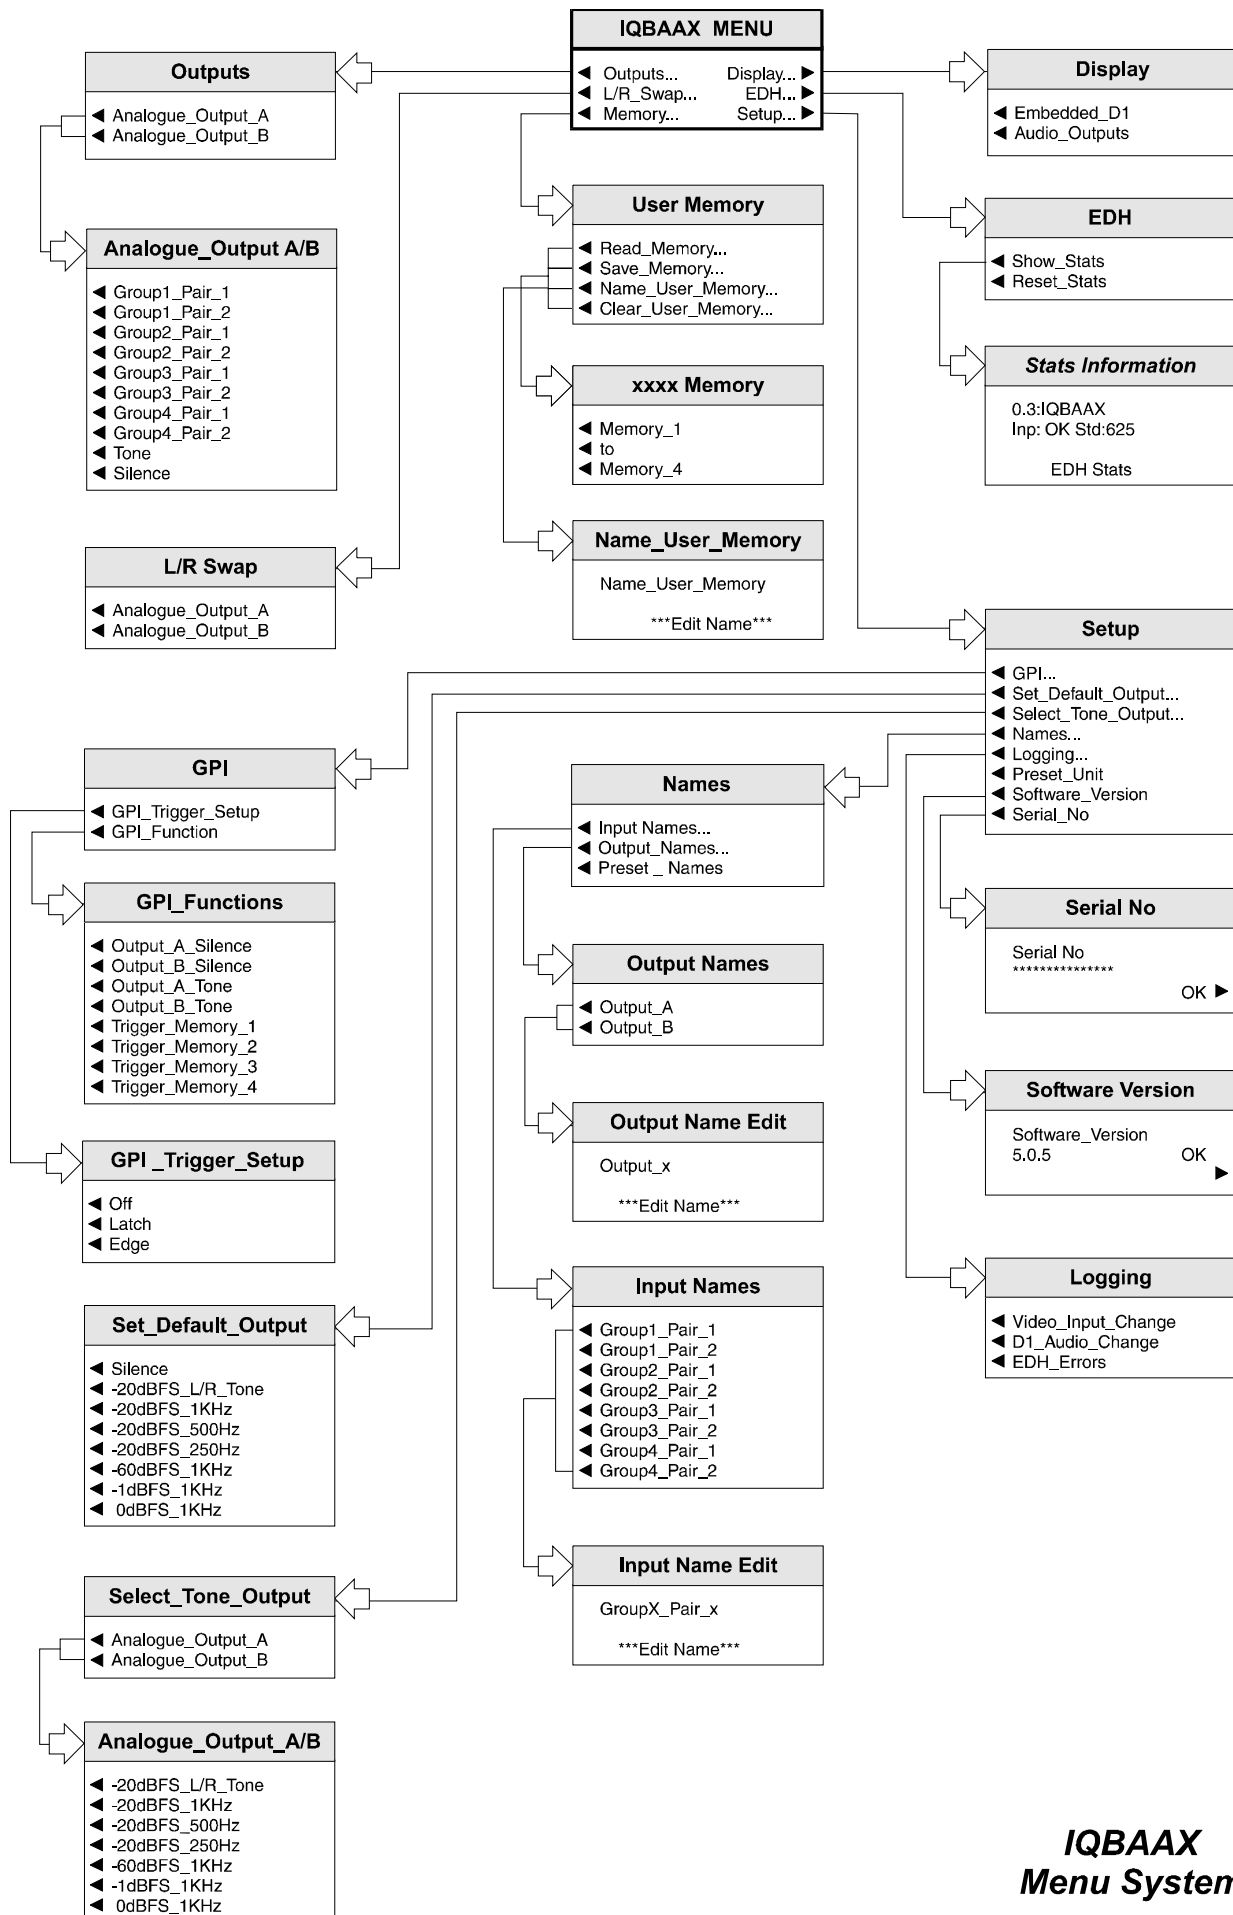 IQBAAX MENU
Outputs... Display...
L/R_Swap... EDH...
Memory... Setup...
Outputs
Analogue_Output_A
Analogue_Output_B
Analogue_Output A/B
Group1_Pair_1
Group1_Pair_2
Group2_Pair_1
Group2_Pair_2
Group3_Pair_1
Group3_Pair_2
Group4_Pair_1
Group4_Pair_2
Tone
Silence
L/R Swap
Analogue_Output_A
Analogue_Output_B
User Memory
Read_Memory...
Save_Memory...
Name_User_Memory...
Clear_User_Memory...
xxxx Memory
Memory_1
to
Memory_4
Name_User_Memory
Name_User_Memory
***Edit Name***
Display
Embedded_D1
Audio_Outputs
EDH
Show_Stats
Reset_Stats
Stats Information
0.3:IQBAAX
Inp: OK Std:625
EDH Stats
Setup
GPI...
Set_Default_Output...
Select_Tone_Output...
Names...
Logging...
Preset_Unit
Software_Version
Serial_No
GPI
GPI_Trigger_Setup
GPI_Function
GPI_Functions
Output_A_Silence
Output_B_Silence
Output_A_Tone
Output_B_Tone
Trigger_Memory_1
Trigger_Memory_2
Trigger_Memory_3
Trigger_Memory_4
GPI _Trigger_Setup
Off
Latch
Edge
Set_Default_Output
Silence
-20dBFS_L/R_Tone
-20dBFS_1KHz
-20dBFS_500Hz
-20dBFS_250Hz
-60dBFS_1KHz
-1dBFS_1KHz
0dBFS_1KHz
Select_Tone_Output
Analogue_Output_A
Analogue_Output_B
Analogue_Output_A/B
-20dBFS_L/R_Tone
-20dBFS_1KHz
-20dBFS_500Hz
-20dBFS_250Hz
-60dBFS_1KHz
-1dBFS_1KHz
0dBFS_1KHz
Names
Input Names...
Output_Names...
Preset _ Names
Output Names
Output_A
Output_B
Output Name Edit
Output_x
***Edit Name***
Input Names
Group1_Pair_1
Group1_Pair_2
Group2_Pair_1
Group2_Pair_2
Group3_Pair_1
Group3_Pair_2
Group4_Pair_1
Group4_Pair_2
Input Name Edit
GroupX_Pair_x
***Edit Name***
Serial No
Serial No
***************
OK
Software Version
Software_Version
5.0.5 OK
Logging
Video_Input_Change
D1_Audio_Change
EDH_Errors
IQBAAX
Menu System